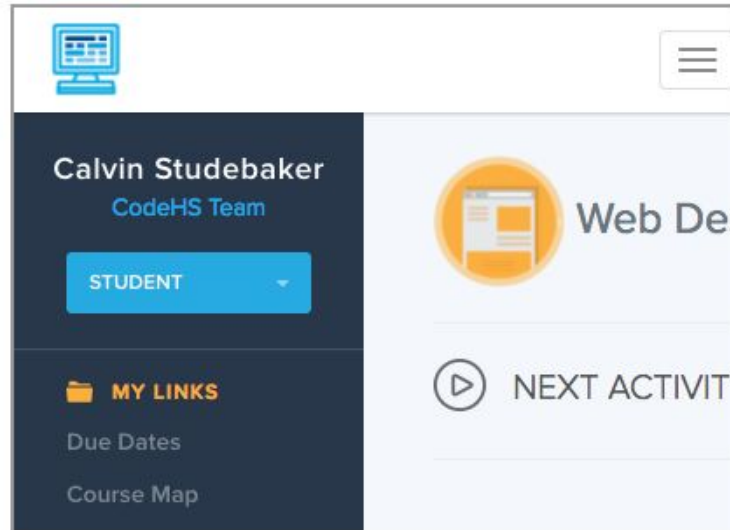 Calvin Studebaker
CodeHS Team
STUDENT
MY LINKS
Due Dates
Course Map
Web De
NEXT ACTIVIT